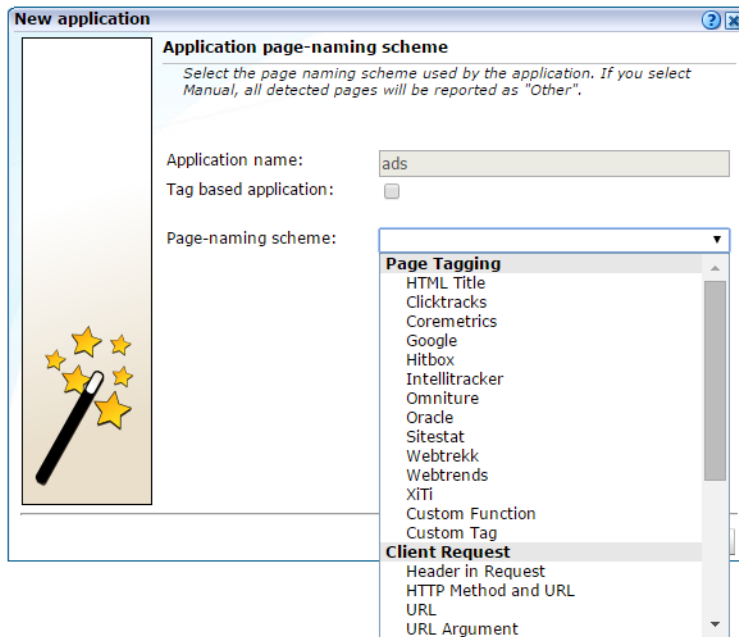 New application
Application page-naming scheme
Select the page naming scheme used by the application. If you select
Manual, all detected pages will be reported as "Other".
Application name:
ads
Tag based application:
Page-naming scheme:
Page Tagging
HTML Title
Clicktracks
Coremetrics
Google
Hitbox
Intellitracker
Omniture
Oracle
Sitestat
Webtrekk
Webtrends
XiTi
Custom Function
Custom Tag
Client Request
Header in Request
HTTP Method and URL
URL
URL Argument